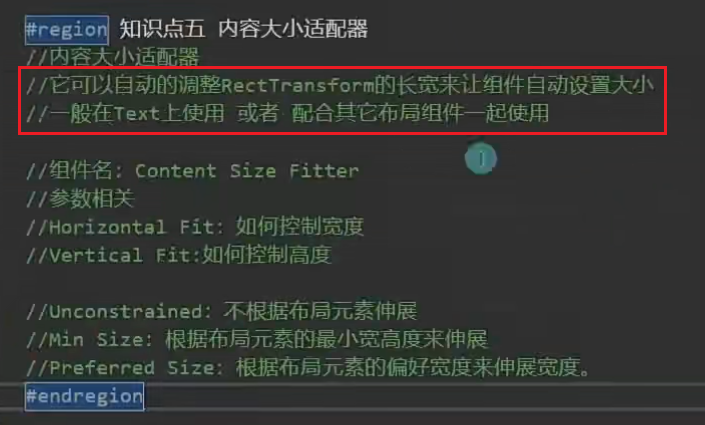 #region 知识点五 内容大小适配器
//内容大小适配器
//它可以自动的调整RectTransform的长宽来让组件自动设置大小
//一般在Text上使用 或者 配合其它布局组件一起使用
//组件名：Content Size Fitter
//参数相关
//Horizontal Fit：如何控制宽度
//Vertical Fit:如何控制高度
//Unconstrained：不根据布局元素伸展
//Min Size：根据布局元素的最小宽高度来伸展
//Preferred Size：根据布局元素的偏好宽度来伸展宽度。
#endregion